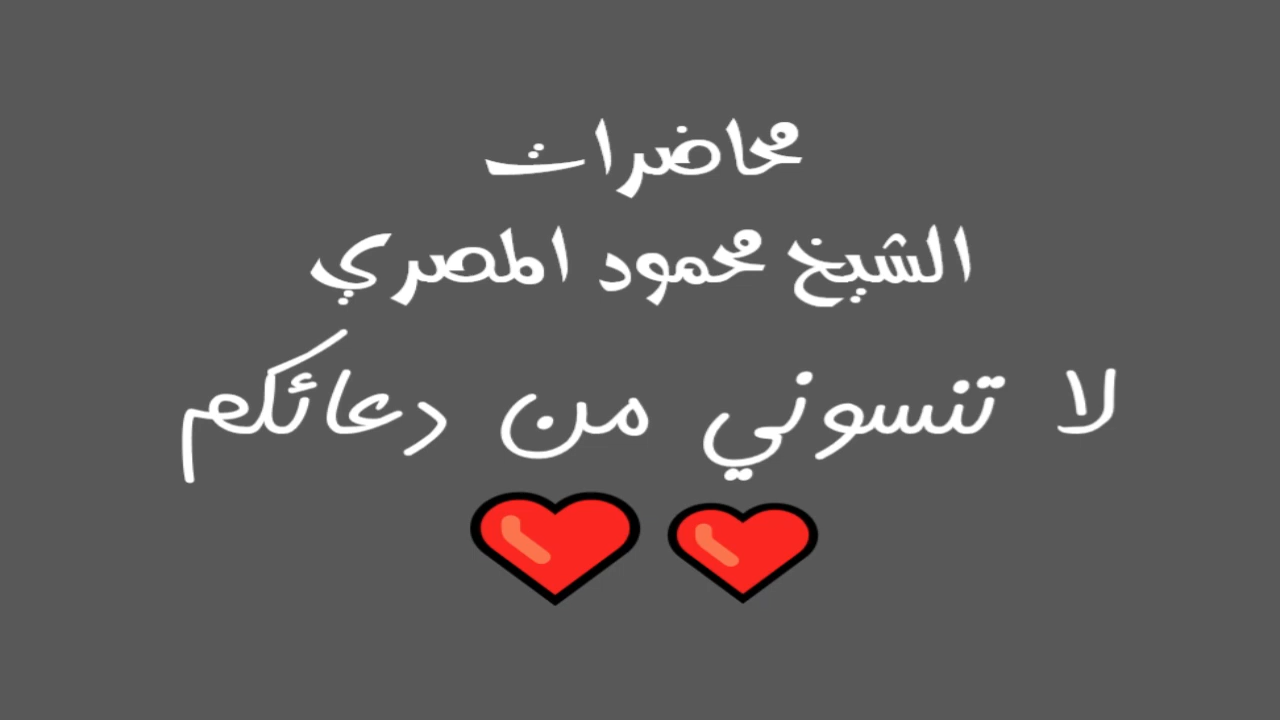 محاضرات
الشيخ محمود المصري
لا تنسوني من دعائكم